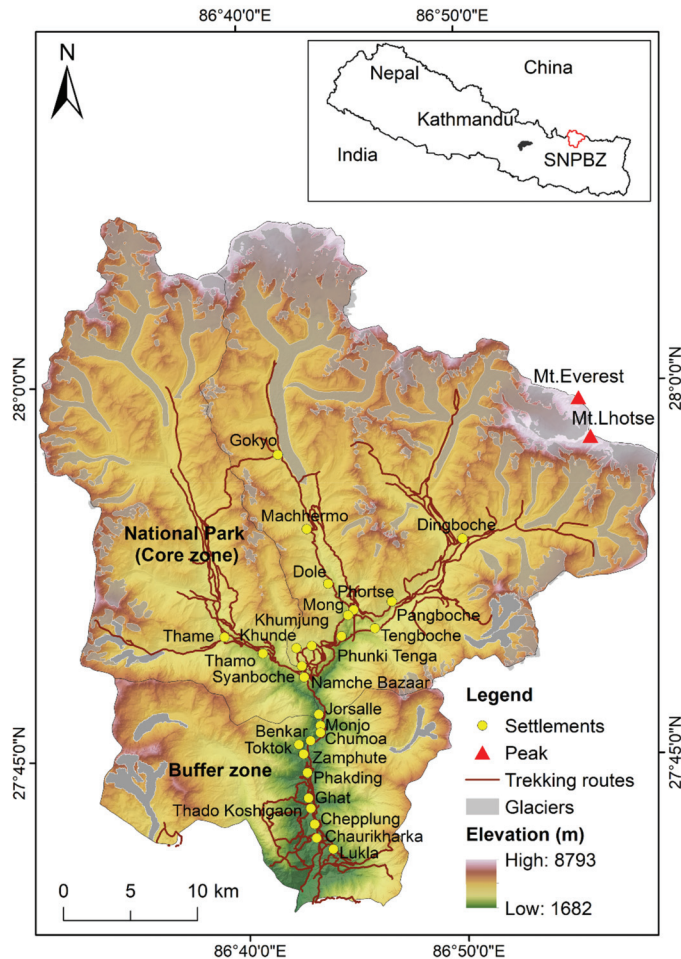 86°40'0"E
86°50'0"E
N
Nepal
China
Kathmandu
India
SNPBZ
28°0'0"N
28°0'0"N
Mt.Everest
Mt.Lhotse
Gokyo
Machhermo
Dingboche
National Park
(Core zone)
Dole
Phortse
Mong
Pangboche
Khumjung
Thame
Khunde
Tengboche
Thamo
Phunki Tenga
Syanboche
Namche Bazaar
Jorsalle
Monjo
Benkar
Chumoa
Toktok
Zamphute
Buffer zone
Phakding
Ghat
Thado Koshigaon
Chepplung
Chaurikharka
Lukla
27°45'0"N
27°45'0"N
Legend
Settlements
Peak
Trekking routes
Glaciers
Elevation (m)
High: 8793
Low: 1682
0 5 10 km
86°40'0"E
86°50'0"E